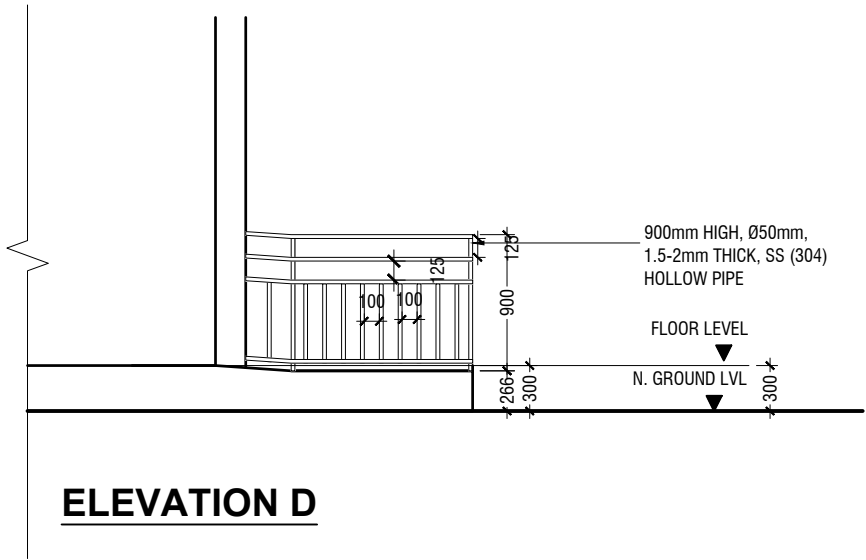 900mm HIGH, Ø50mm,
1.5-2mm THICK, SS (304)
HOLLOW PIPE
125
125
100
100
900
FLOOR LEVEL
N. GROUND LVL
266
300
300
ELEVATION D